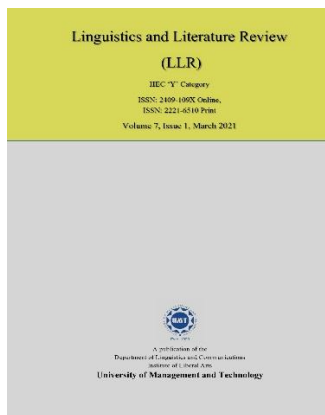 Linguistics and Literature Review
(LLR)
HEC "Y" Category
ISSN: 2409-109X Online,
ISSN: 2221-6510 Print
Volume 7, Issue 1, March 2021
UMT
A publication of the
Department of Linguistics and Communications
Institute of Liberal Arts
University of Management and Technology